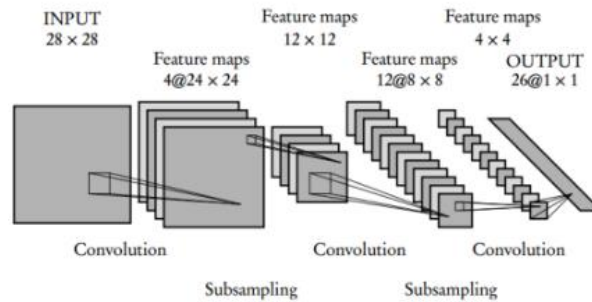 INPUT
28 × 28
Feature maps
4@24 × 24
Feature maps
12 × 12
Feature maps
12@8 × 8
Feature maps
4 × 4
OUTPUT
26@1 × 1
Convolution
Convolution
Convolution
Subsampling
Subsampling